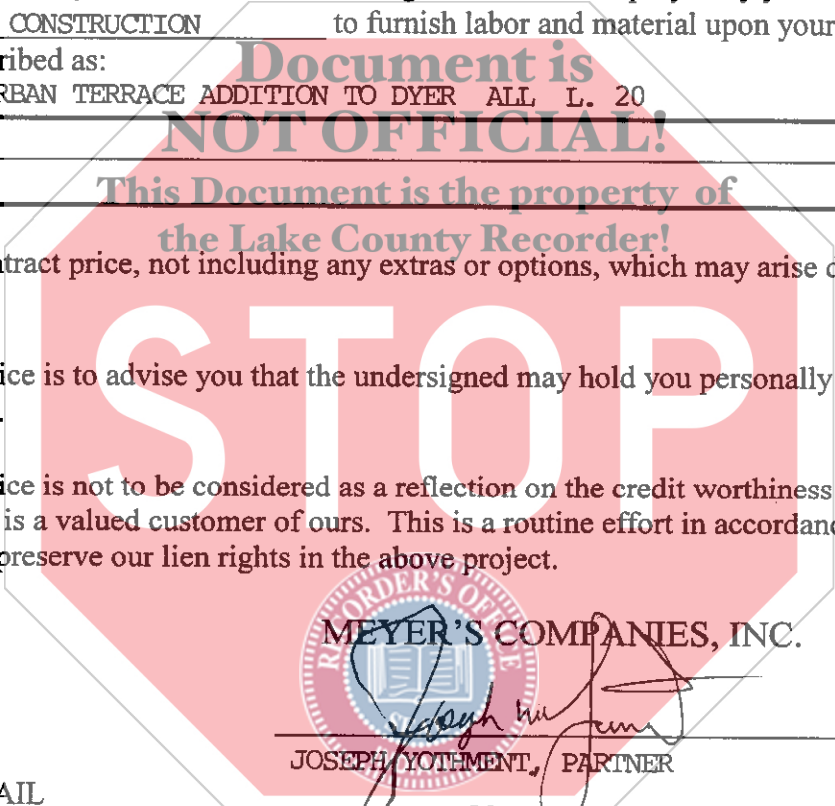 CONSTRUCTION to furnish labor and material upon your
ribed as:
Document is
RBAN TERRACE ADDITION TO DYER ALL L. 20
NOT OFFICIAL!
This Document is the property of
the Lake County Recorder!
tract price, not including any extras or options, which may arise
STOP
ice is to advise you that the undersigned may hold you personally
ice is not to be considered as a reflection on the credit worthiness
is a valued customer of ours. This is a routine effort in accordanc
preserve our lien rights in the above project.
RECORDER'S OFFICE
MEYER'S COMPANIES, INC.
JOSEPH YOTHMENT, PARTNER
AIL